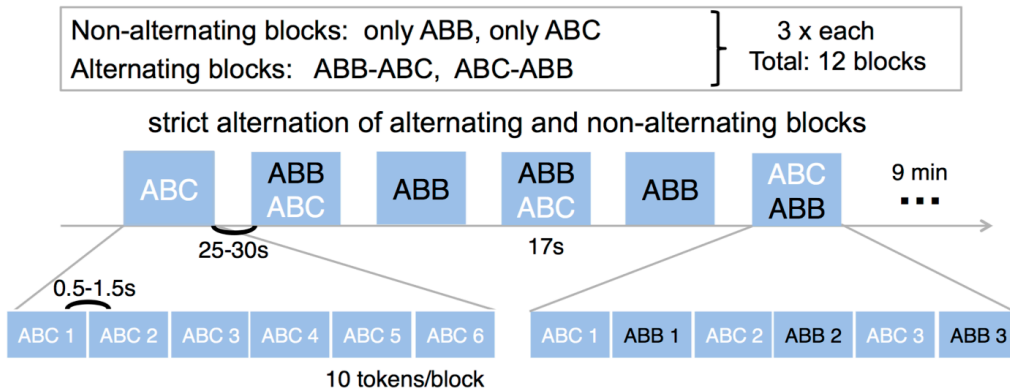 Non-alternating blocks: only ABB, only ABC
Alternating blocks: ABB-ABC, ABC-ABB
3 x each
Total: 12 blocks
strict alternation of alternating and non-alternating blocks
ABC
ABB
ABC
ABB
ABB
ABC
ABB
ABC
ABB
9 min
...
25-30s
17s
0.5-1.5s
ABC 1 ABC 2 ABC 3 ABC 4 ABC 5 ABC 6
ABC 1 ABB 1 ABC 2 ABB 2 ABC 3 ABB 3
10 tokens/block